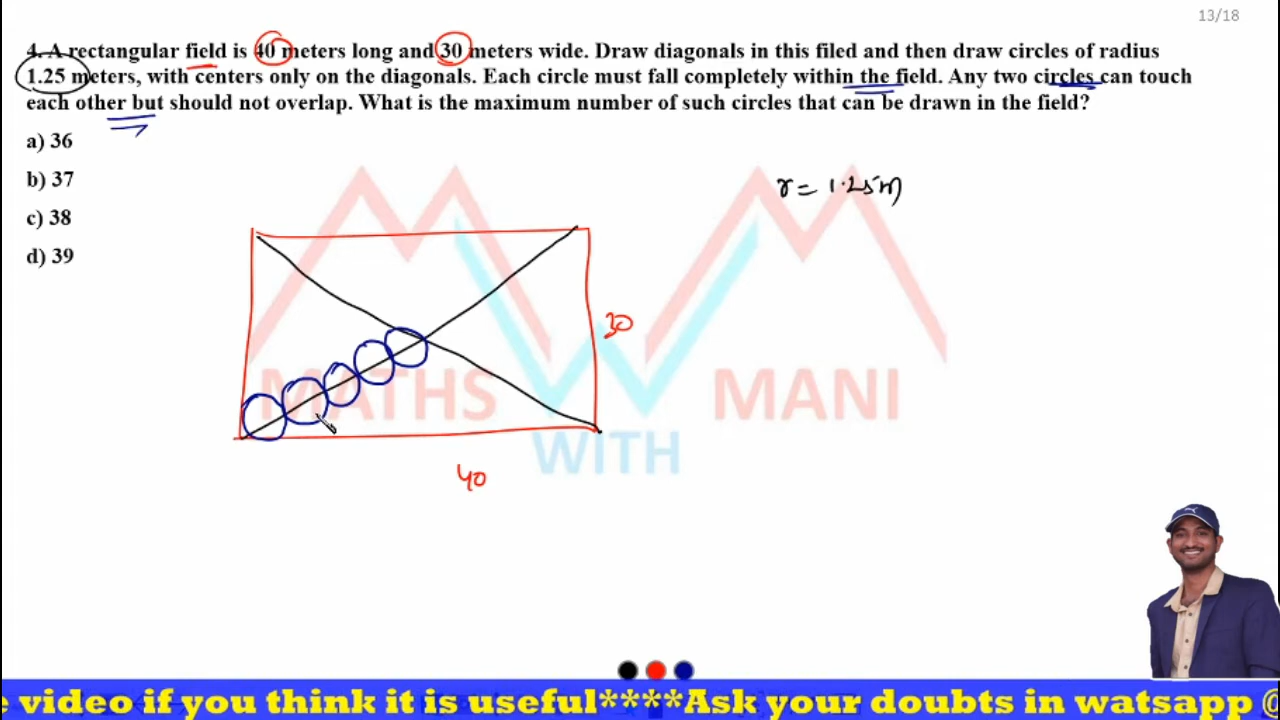 13/18
4. A rectangular field is 40 meters long and 30 meters wide. Draw diagonals in this filed and then draw circles of radius
1.25 meters, with centers only on the diagonals. Each circle must fall completely within the field. Any two circles can touch
each other but should not overlap. What is the maximum number of such circles that can be drawn in the field?
a) 36
b) 37
c) 38
d) 39
r = 1.25m
30
40
MATHS
WITH
MANI
e video if you think it is useful****Ask your doubts in watsapp @